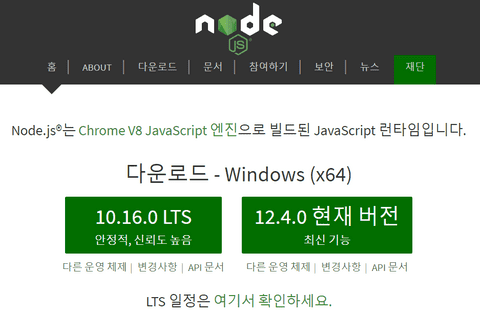 node
JS
홈 | ABOUT | 다운로드 | 문서 | 참여하기 | 보안 | 뉴스 | 재단
Node.js®는 Chrome V8 JavaScript 엔진으로 빌드된 JavaScript 런타임입니다.
다운로드 - Windows (x64)
10.16.0 LTS
안정적, 신뢰도 높음
12.4.0 현재 버전
최신 기능
다른 운영 체제 | 변경사항 | API 문서
다른 운영 체제 | 변경사항 | API 문서
LTS 일정은 여기서 확인하세요.